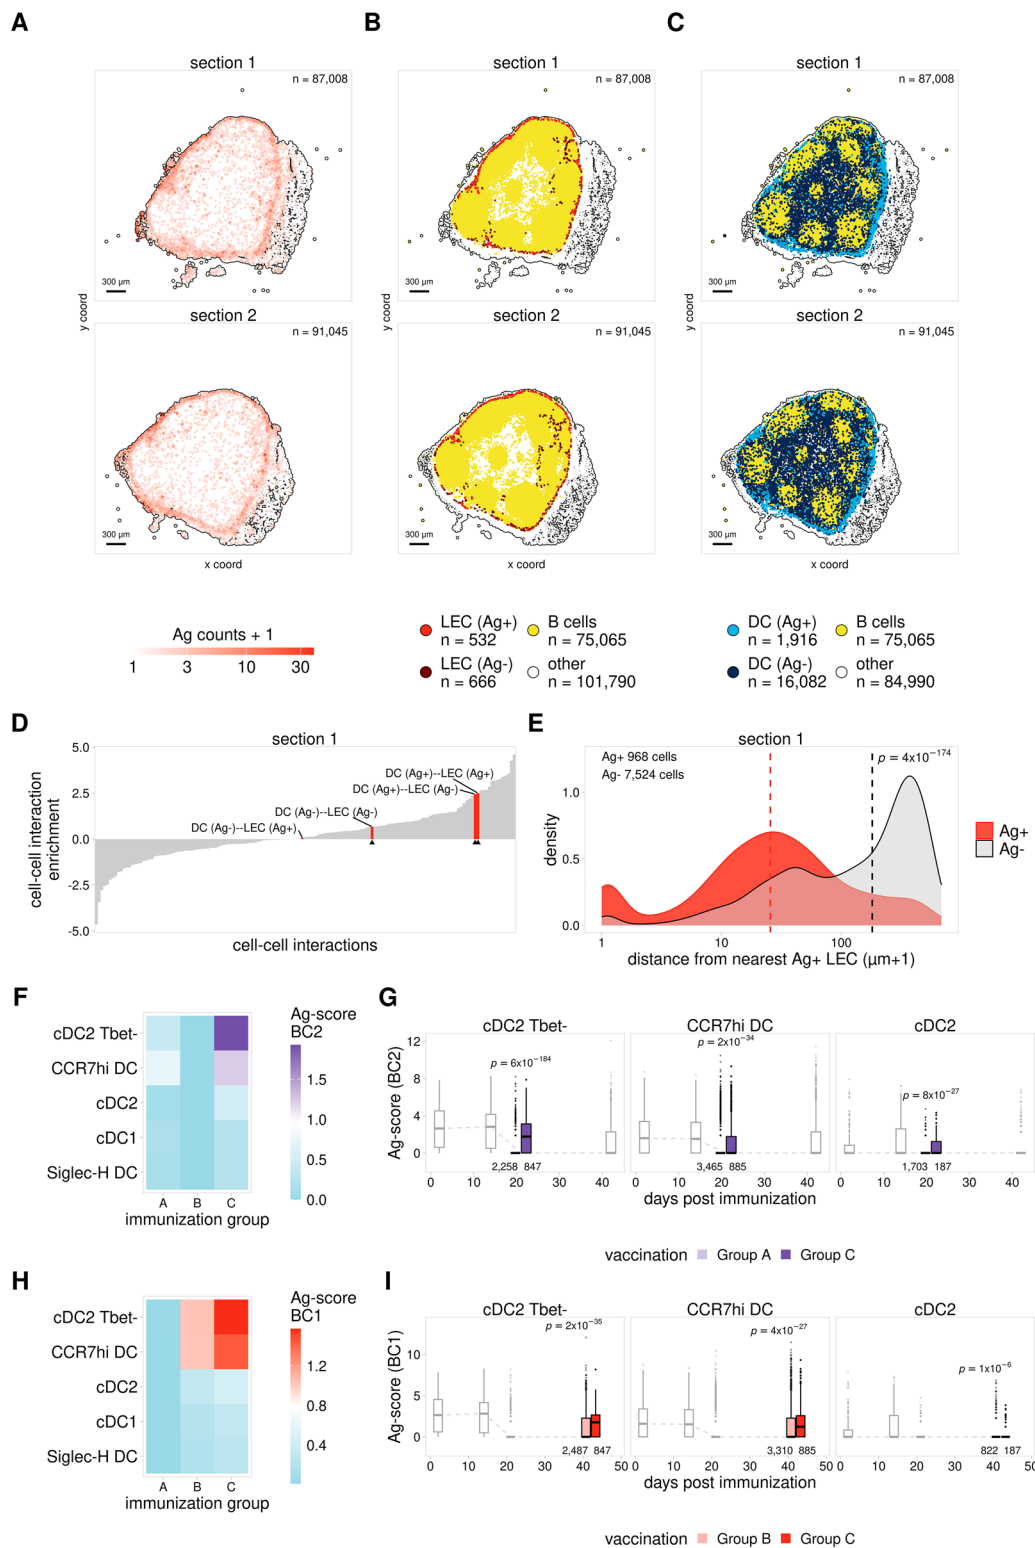 A
B
C
section 1
section 1
section 1
n = 87,008
n = 87,008
n = 87,008
300 µm
300 µm
300 µm
y coord
y coord
y coord
section 2
section 2
section 2
n = 91,045
n = 91,045
n = 91,045
300 µm
300 µm
300 µm
x coord
x coord
x coord
Ag counts + 1
1 3 10 30
LEC (Ag+)
n = 532
B cells
n = 75,065
LEC (Ag-)
n = 666
other
n = 101,790
DC (Ag+)
n = 1,916
B cells
n = 75,065
DC (Ag-)
n = 16,082
other
n = 84,990
D
section 1
cell-cell interaction
enrichment
5.0
2.5
0.0
-2.5
-5.0
DC (Ag+)--LEC (Ag+)
DC (Ag+)--LEC (Ag-)
DC (Ag-)--LEC (Ag-)
DC (Ag-)--LEC (Ag+)
cell-cell interactions
E
section 1
Ag+ 968 cells
Ag- 7,524 cells
p = 4x10−174
density
1.0
0.5
0.0
1 10 100
distance from nearest Ag+ LEC (µm+1)
Ag+
Ag-
F
cDC2 Tbet-
CCR7hi DC
cDC2
cDC1
Siglec-H DC
A B C
immunization group
Ag-score
BC2
1.5
1.0
0.5
0.0
G
cDC2 Tbet-
CCR7hi DC
cDC2
Ag-score (BC2)
12
8
4
0
p = 6x10−184
p = 2x10−34
p = 8x10−27
2,258 847
3,465 885
1,703 187
0 10 20 30 40
0 10 20 30 40
0 10 20 30 40
days post immunization
vaccination Group A Group C
H
cDC2 Tbet-
CCR7hi DC
cDC2
cDC1
Siglec-H DC
A B C
immunization group
Ag-score
BC1
1.2
0.8
0.4
I
cDC2 Tbet-
CCR7hi DC
cDC2
Ag-score (BC1)
10
5
0
p = 2x10−35
p = 4x10−27
p = 1x10−6
2,487 847
3,310 885
822 187
0 10 20 30 40 50
0 10 20 30 40 50
0 10 20 30 40 50
days post immunization
vaccination Group B Group C